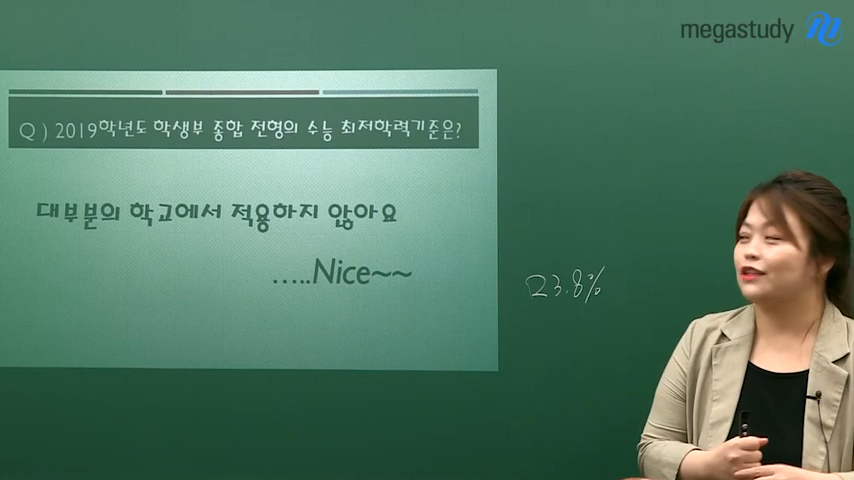 megastudy
Q ) 2019학년도 학생부 종합 전형의 수능 최저학력기준은?
대부분의 학교에서 적용하지 않아요
.....Nice~~
23.8%